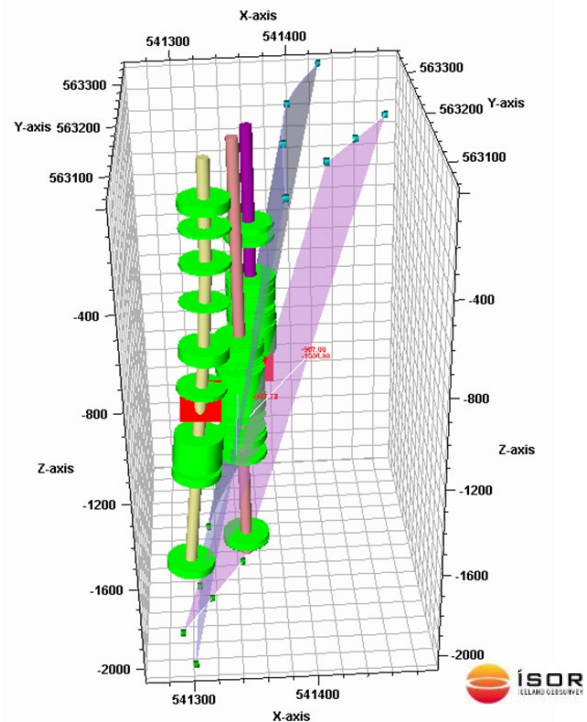 X-axis
541300 541400
563300 563300
Y-axis 563200 563200 Y-axis
563100 563100
-400 -400
-800 -800
Z-axis Z-axis
-1200 -1200
-1600 -1600
-2000 -2000
541300 541400
X-axis
ÍSOR
ICELAND GEOSURVEY